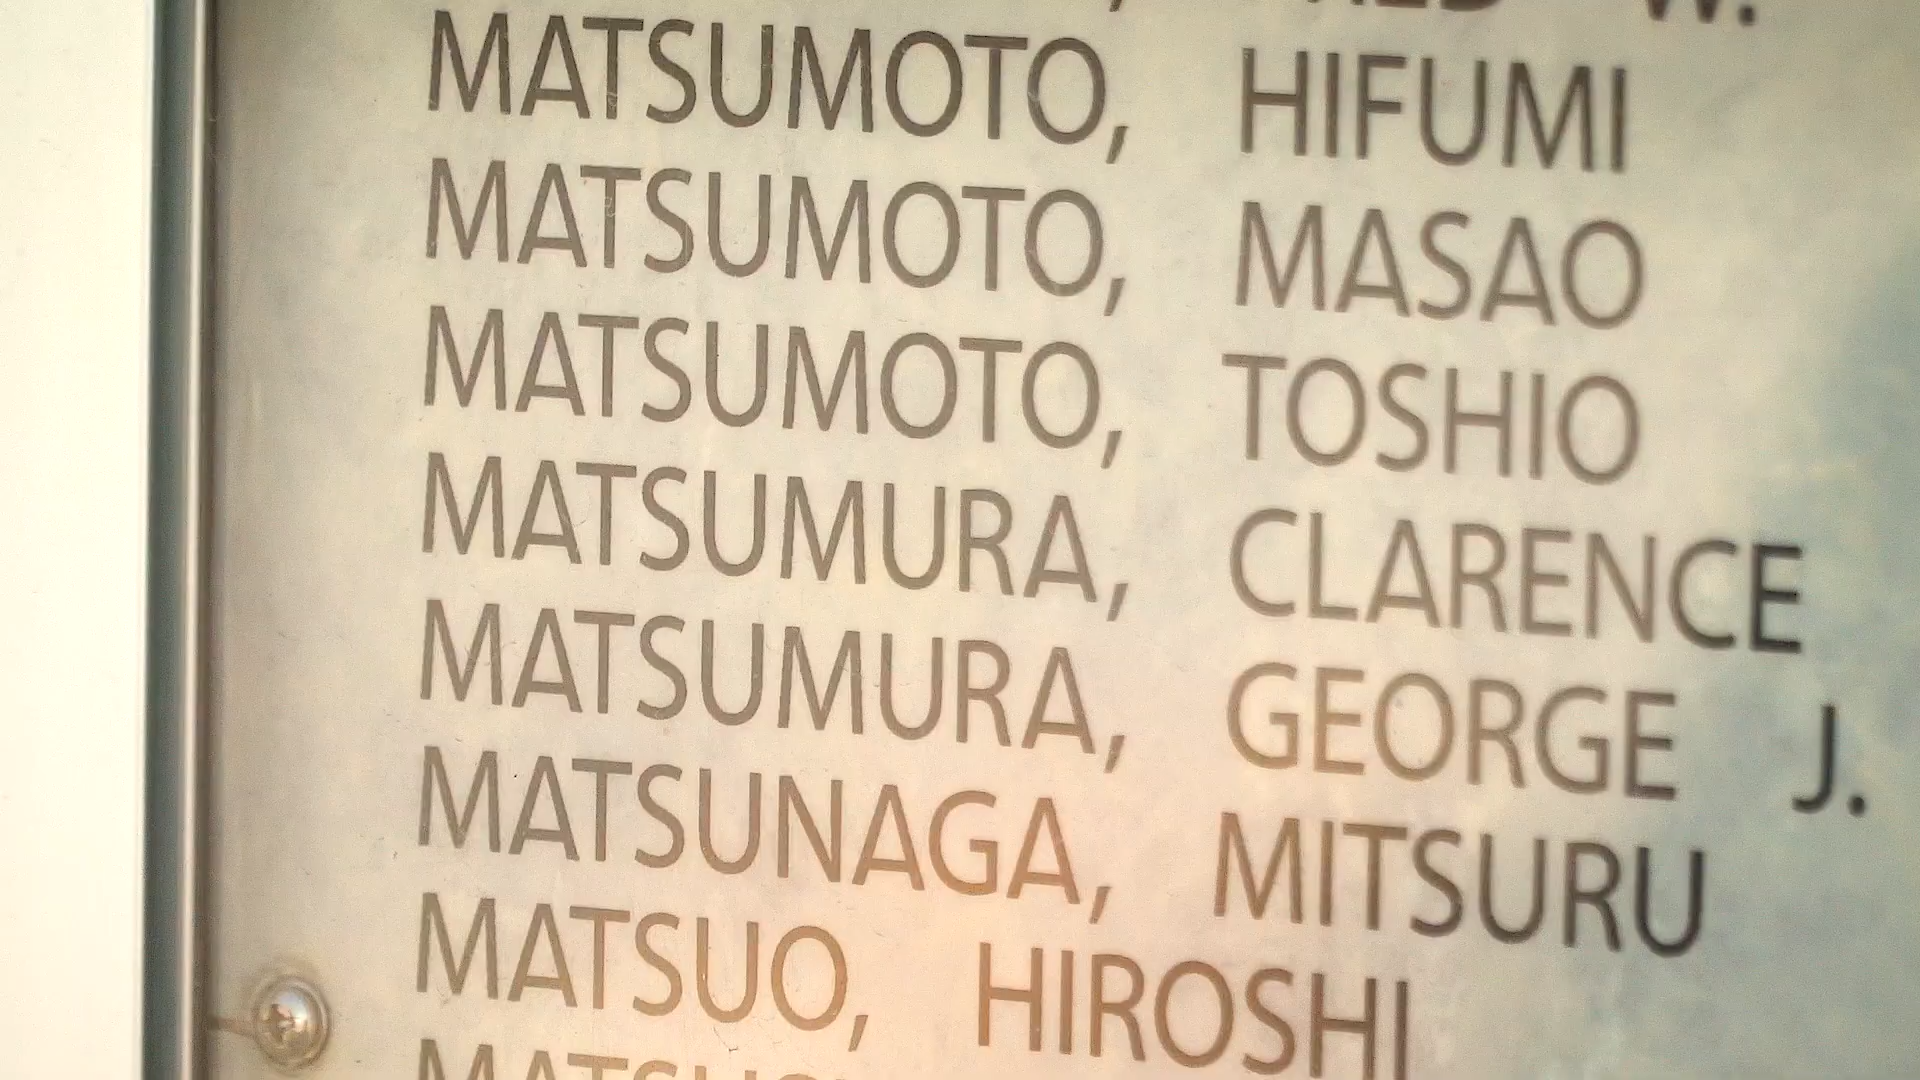 W.
MATSUMOTO, HIFUMI
MATSUMOTO, MASAO
MATSUMOTO, TOSHIO
MATSUMURA, CLARENCE
MATSUMURA, GEORGE J.
MATSUNAGA, MITSURU
MATSUO, HIROSHI